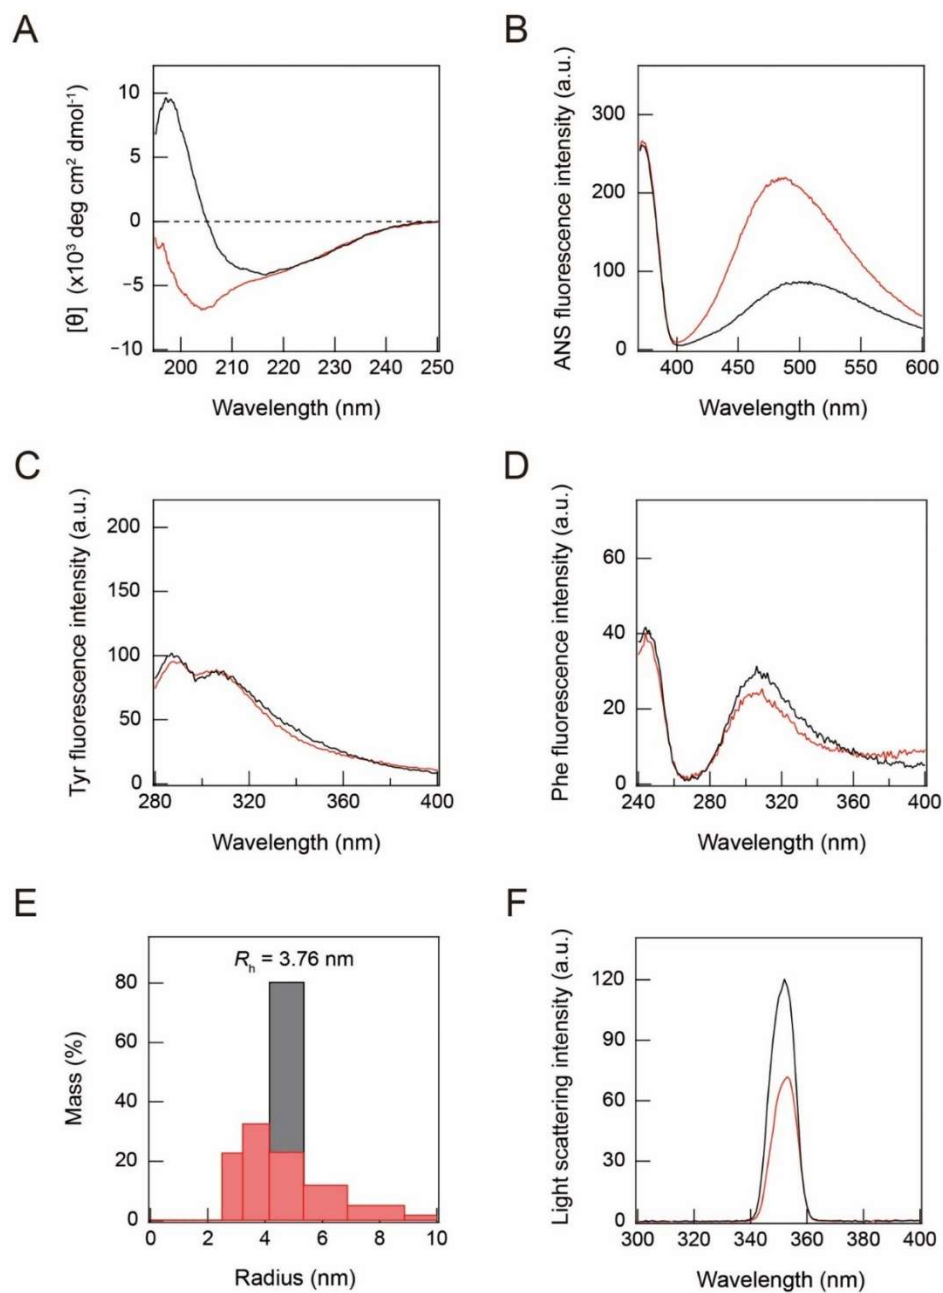 A
B
[θ] (x10³ deg cm² dmol⁻¹)
10
5
0
−5
−10
200 210 220 230 240 250
Wavelength (nm)
ANS fluorescence intensity (a.u.)
300
200
100
0
400 450 500 550 600
Wavelength (nm)
C
D
Tyr fluorescence intensity (a.u.)
200
150
100
50
0
280 320 360 400
Wavelength (nm)
Phe fluorescence intensity (a.u.)
60
40
20
0
240 280 320 360 400
Wavelength (nm)
E
F
Rₕ = 3.76 nm
Mass (%)
80
60
40
20
0
0 2 4 6 8 10
Radius (nm)
Light scattering intensity (a.u.)
120
90
60
30
0
300 320 340 360 380 400
Wavelength (nm)